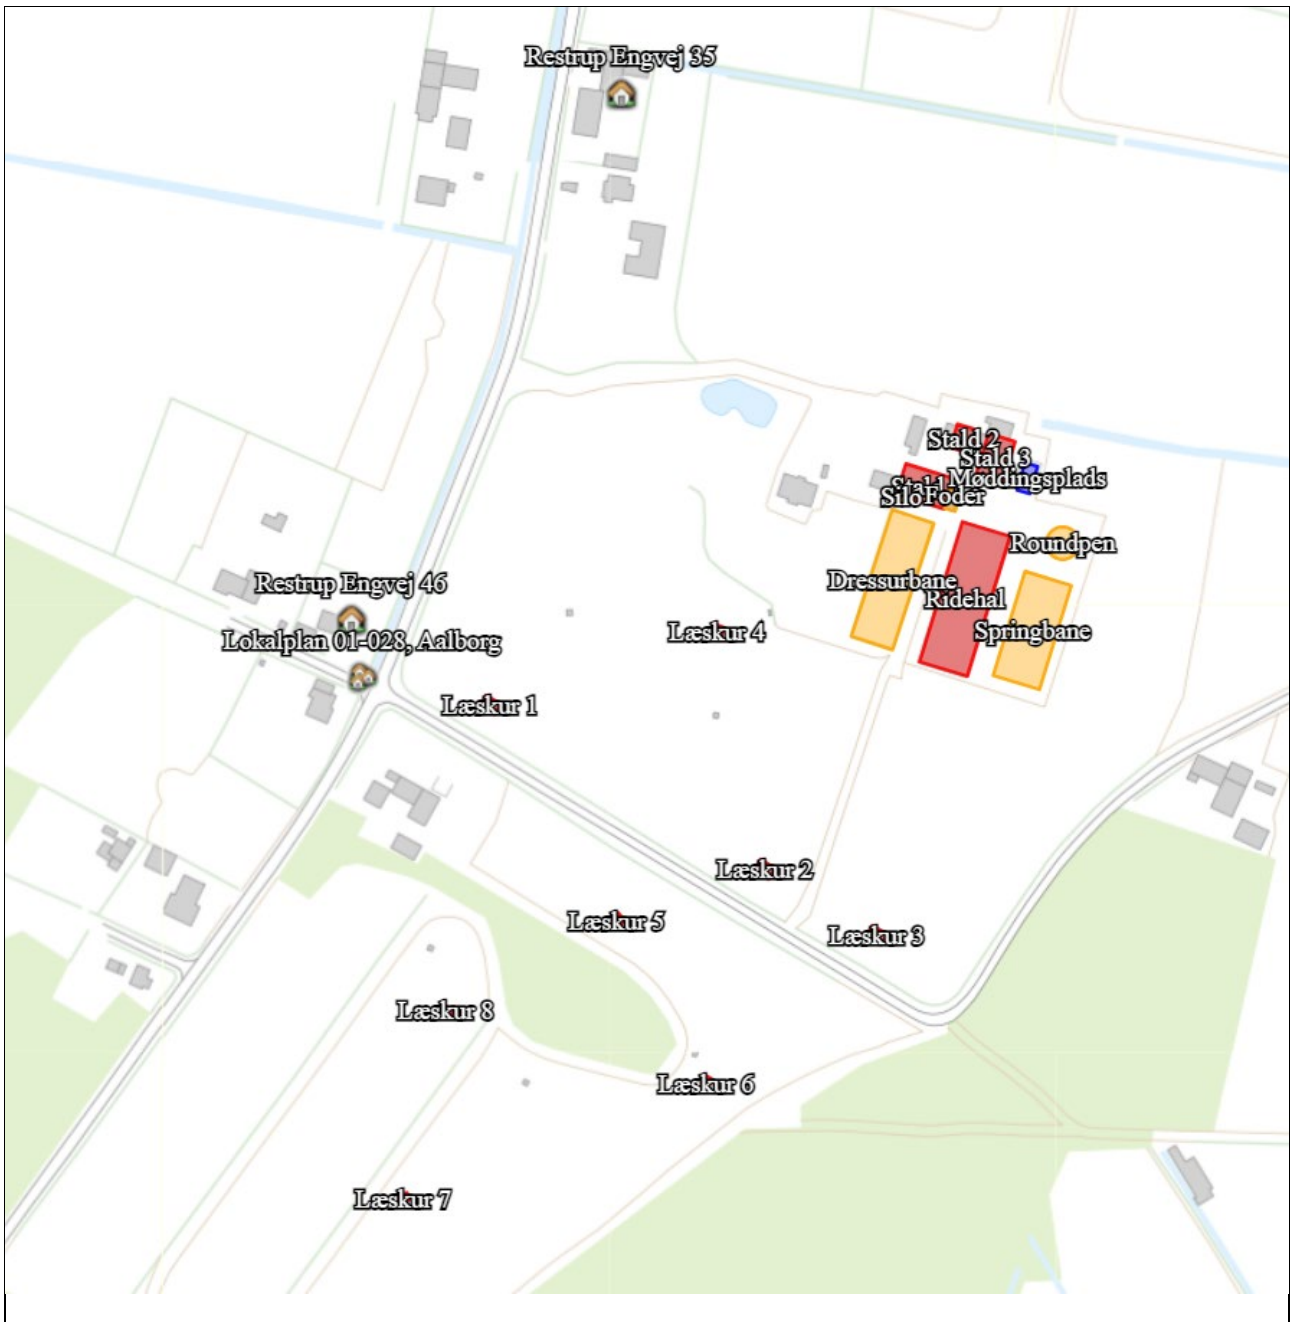 Restrup Engvej 35
Stald 2
Stald 3
Møddingsplads
Stald
Silo
Foder
Roundpen
Dressurbane
Restrup Engvej 46
Ridehal
Læskur 4
Springbane
Lokalplan 01-028, Aalborg
Læskur 1
Læskur 2
Læskur 5
Læskur 3
Læskur 8
Læskur 6
Læskur 7